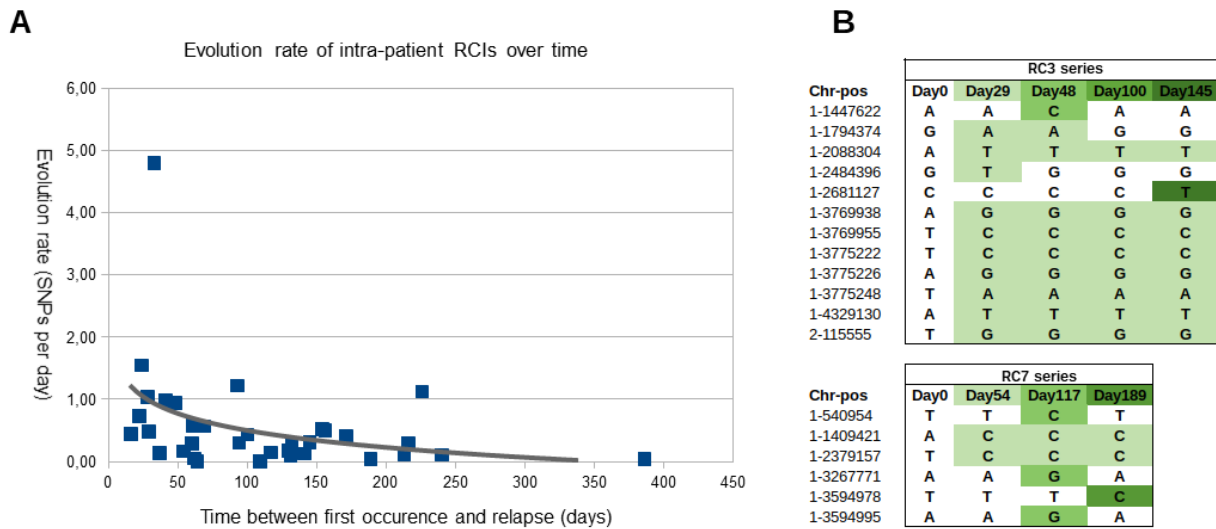 A
Evolution rate of intra-patient RCIs over time
Evolution rate (SNPs per day)
6,00
5,00
4,00
3,00
2,00
1,00
0,00
0 50 100 150 200 250 300 350 400 450
Time between first occurence and relapse (days)
B
RC3 series
Chr-pos Day0 Day29 Day48 Day100 Day145
1-1447622 A A C A A
1-1794374 G A A G G
1-2088304 A T T T T
1-2484396 G T G G G
1-2681127 C C C C T
1-3769938 A G G G G
1-3769955 T C C C C
1-3775222 T C C C C
1-3775226 A G G G G
1-3775248 T A A A A
1-4329130 A T T T T
2-115555 T G G G G
RC7 series
Chr-pos Day0 Day54 Day117 Day189
1-540954 T T C T
1-1409421 A C C C
1-2379157 T C C C
1-3267771 A A G A
1-3594978 T T T C
1-3594995 A A G A